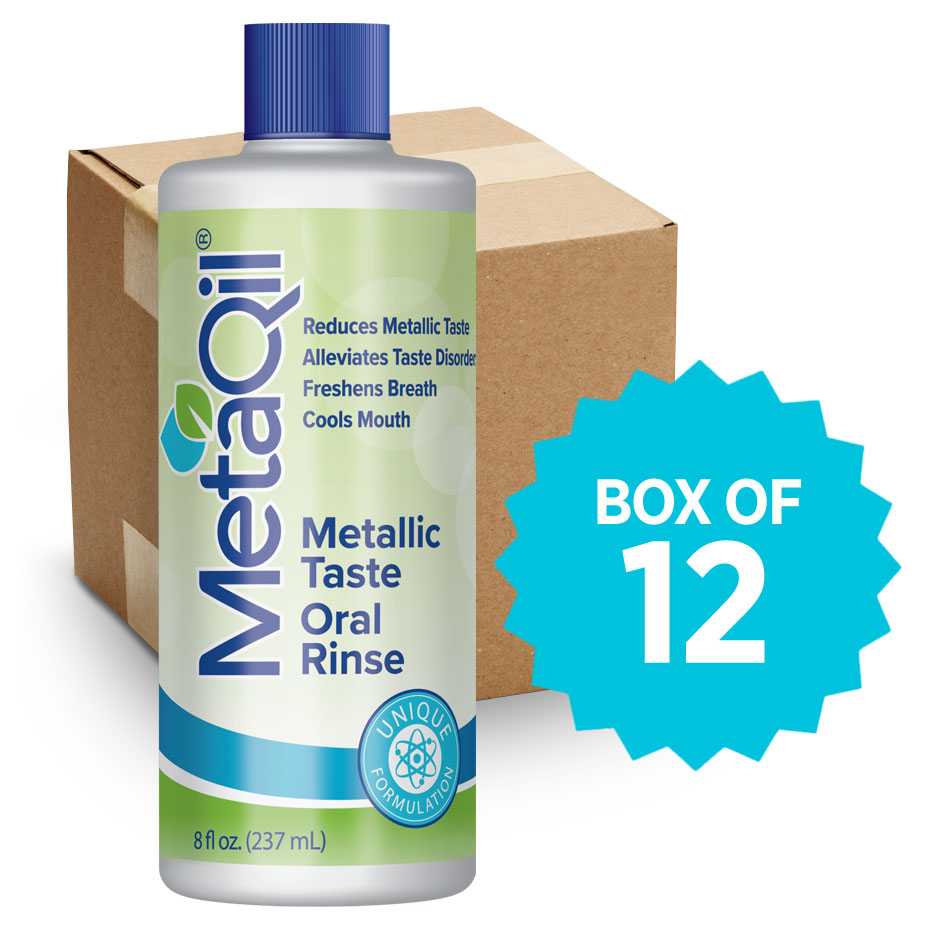 MetaQil®
Reduces Metallic Taste
Alleviates Taste Disorder
Freshens Breath
Cools Mouth
Metallic
Taste
Oral
Rinse
UNIQUE
FORMULATION
8 fl oz. (237 mL)
BOX OF
12